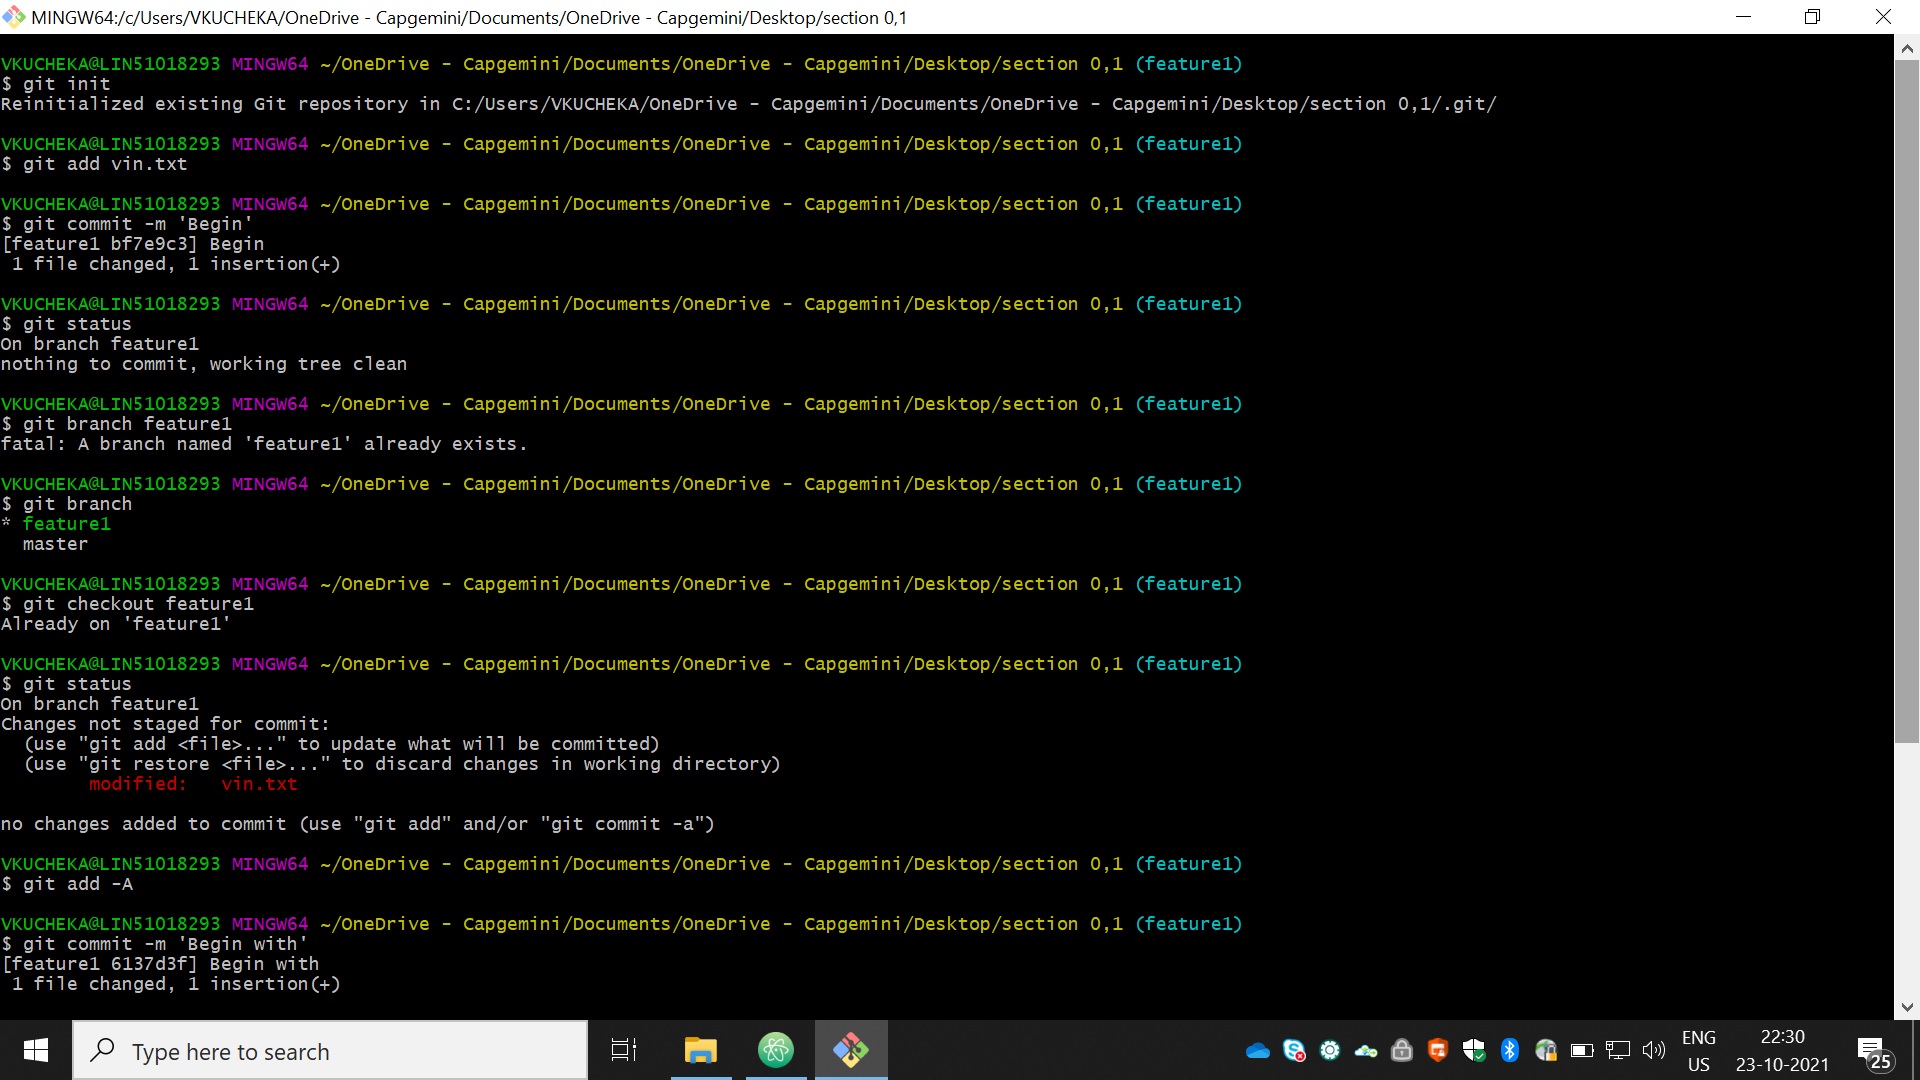 MINGW64:/c/Users/VKUCHEKA/OneDrive - Capgemini/Documents/OneDrive - Capgemini/Desktop/section 0,1
VKUCHEKA@LIN51018293 MINGW64 ~/OneDrive - Capgemini/Documents/OneDrive - Capgemini/Desktop/section 0,1 (feature1)
$ git init
Reinitialized existing Git repository in C:/Users/VKUCHEKA/OneDrive - Capgemini/Documents/OneDrive - Capgemini/Desktop/section 0,1/.git/
VKUCHEKA@LIN51018293 MINGW64 ~/OneDrive - Capgemini/Documents/OneDrive - Capgemini/Desktop/section 0,1 (feature1)
$ git add vin.txt
VKUCHEKA@LIN51018293 MINGW64 ~/OneDrive - Capgemini/Documents/OneDrive - Capgemini/Desktop/section 0,1 (feature1)
$ git commit -m 'Begin'
[feature1 bf7e9c3] Begin
 1 file changed, 1 insertion(+)
VKUCHEKA@LIN51018293 MINGW64 ~/OneDrive - Capgemini/Documents/OneDrive - Capgemini/Desktop/section 0,1 (feature1)
$ git status
On branch feature1
nothing to commit, working tree clean
VKUCHEKA@LIN51018293 MINGW64 ~/OneDrive - Capgemini/Documents/OneDrive - Capgemini/Desktop/section 0,1 (feature1)
$ git branch feature1
fatal: A branch named 'feature1' already exists.
VKUCHEKA@LIN51018293 MINGW64 ~/OneDrive - Capgemini/Documents/OneDrive - Capgemini/Desktop/section 0,1 (feature1)
$ git branch
* feature1
  master
VKUCHEKA@LIN51018293 MINGW64 ~/OneDrive - Capgemini/Documents/OneDrive - Capgemini/Desktop/section 0,1 (feature1)
$ git checkout feature1
Already on 'feature1'
VKUCHEKA@LIN51018293 MINGW64 ~/OneDrive - Capgemini/Documents/OneDrive - Capgemini/Desktop/section 0,1 (feature1)
$ git status
On branch feature1
Changes not staged for commit:
  (use "git add <file>..." to update what will be committed)
  (use "git restore <file>..." to discard changes in working directory)
        modified:   vin.txt
no changes added to commit (use "git add" and/or "git commit -a")
VKUCHEKA@LIN51018293 MINGW64 ~/OneDrive - Capgemini/Documents/OneDrive - Capgemini/Desktop/section 0,1 (feature1)
$ git add -A
VKUCHEKA@LIN51018293 MINGW64 ~/OneDrive - Capgemini/Documents/OneDrive - Capgemini/Desktop/section 0,1 (feature1)
$ git commit -m 'Begin with'
[feature1 6137d3f] Begin with
 1 file changed, 1 insertion(+)
Type here to search
ENG
US
22:30
23-10-2021
25